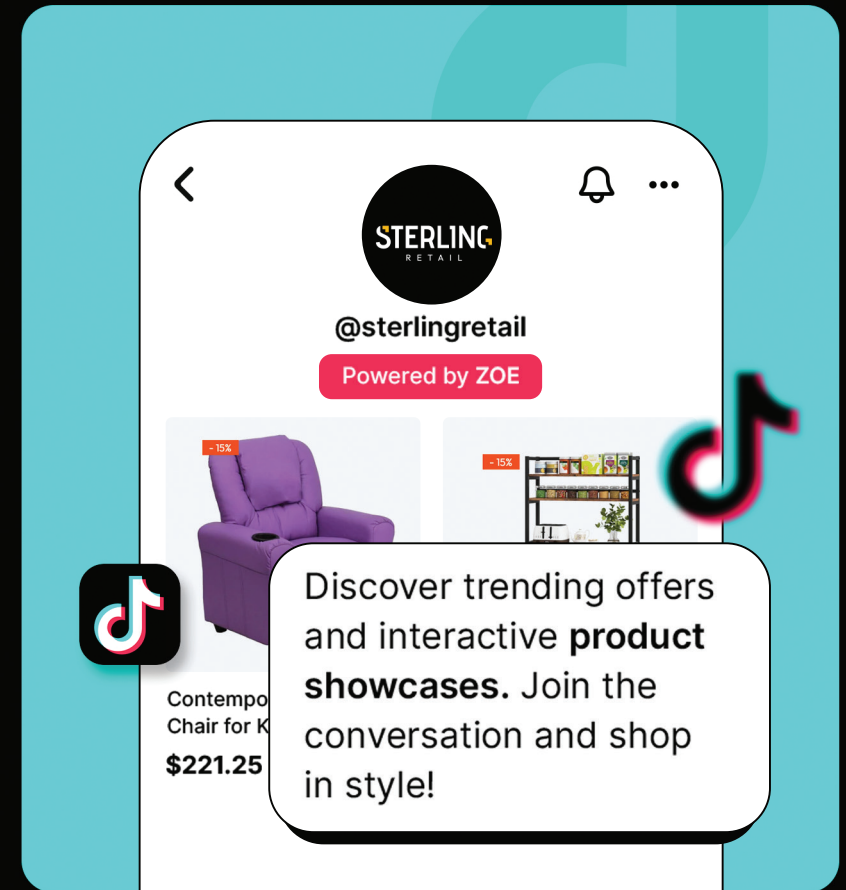 STERLING
RETAIL
@sterlingretail
Powered by ZOE
- 15%
- 15%
Contempo
Chair for K
$221.25
Discover trending offers
and interactive product
showcases. Join the
conversation and shop
in style!